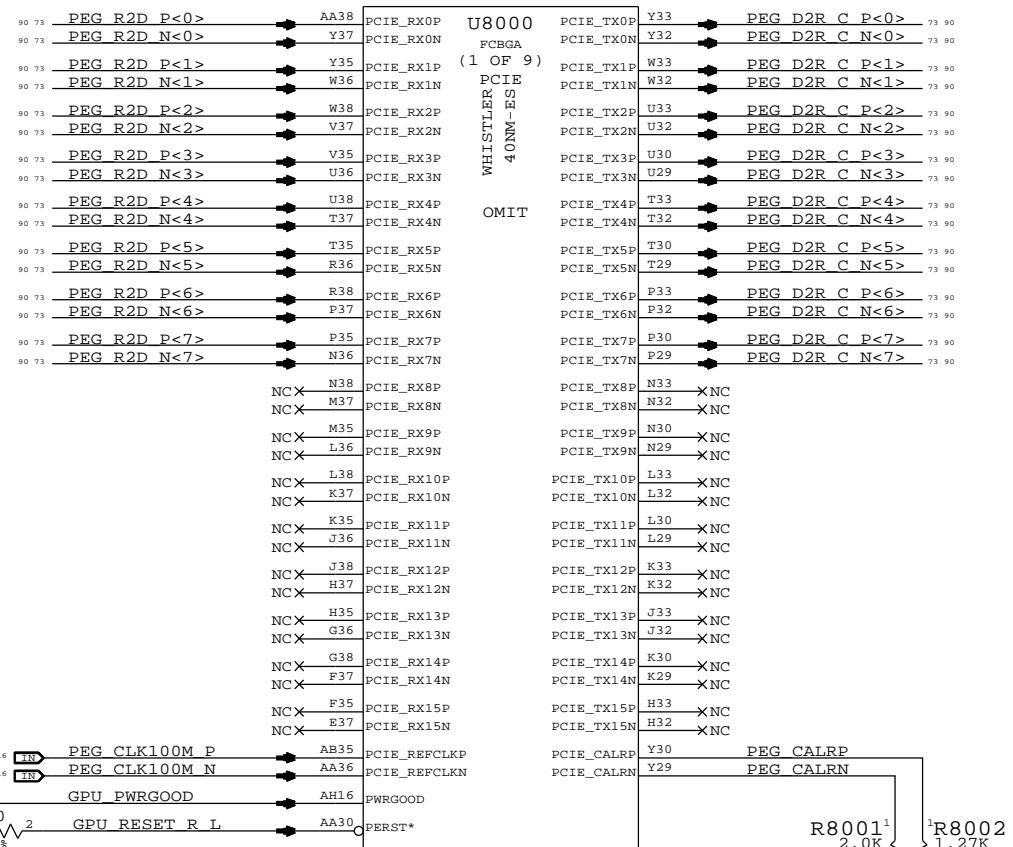 90 73 PEG_R2D_P<0> AA38 PCIE_RX0P U8000 PCIE_TX0P Y33 PEG_D2R_C_P<0> 73 90
90 73 PEG_R2D_N<0> Y37 PCIE_RX0N FCBGA PCIE_TX0N Y32 PEG_D2R_C_N<0> 73 90
(1 OF 9)
90 73 PEG_R2D_P<1> Y35 PCIE_RX1P PCIE PCIE_TX1P W33 PEG_D2R_C_P<1> 73 90
90 73 PEG_R2D_N<1> W36 PCIE_RX1N PCIE_TX1N W32 PEG_D2R_C_N<1> 73 90
WHISTLER
40NM-ES
90 73 PEG_R2D_P<2> W38 PCIE_RX2P PCIE_TX2P U33 PEG_D2R_C_P<2> 73 90
90 73 PEG_R2D_N<2> V37 PCIE_RX2N PCIE_TX2N U32 PEG_D2R_C_N<2> 73 90
90 73 PEG_R2D_P<3> V35 PCIE_RX3P PCIE_TX3P U30 PEG_D2R_C_P<3> 73 90
90 73 PEG_R2D_N<3> U36 PCIE_RX3N PCIE_TX3N U29 PEG_D2R_C_N<3> 73 90
90 73 PEG_R2D_P<4> U38 PCIE_RX4P OMIT PCIE_TX4P T33 PEG_D2R_C_P<4> 73 90
90 73 PEG_R2D_N<4> T37 PCIE_RX4N PCIE_TX4N T32 PEG_D2R_C_N<4> 73 90
90 73 PEG_R2D_P<5> T35 PCIE_RX5P PCIE_TX5P T30 PEG_D2R_C_P<5> 73 90
90 73 PEG_R2D_N<5> R36 PCIE_RX5N PCIE_TX5N T29 PEG_D2R_C_N<5> 73 90
90 73 PEG_R2D_P<6> R38 PCIE_RX6P PCIE_TX6P P33 PEG_D2R_C_P<6> 73 90
90 73 PEG_R2D_N<6> P37 PCIE_RX6N PCIE_TX6N P32 PEG_D2R_C_N<6> 73 90
90 73 PEG_R2D_P<7> P35 PCIE_RX7P PCIE_TX7P P30 PEG_D2R_C_P<7> 73 90
90 73 PEG_R2D_N<7> N36 PCIE_RX7N PCIE_TX7N P29 PEG_D2R_C_N<7> 73 90
NC N38 PCIE_RX8P PCIE_TX8P N33 NC
NC M37 PCIE_RX8N PCIE_TX8N N32 NC
NC M35 PCIE_RX9P PCIE_TX9P N30 NC
NC L36 PCIE_RX9N PCIE_TX9N N29 NC
NC L38 PCIE_RX10P PCIE_TX10P L33 NC
NC K37 PCIE_RX10N PCIE_TX10N L32 NC
NC K35 PCIE_RX11P PCIE_TX11P L30 NC
NC J36 PCIE_RX11N PCIE_TX11N L29 NC
NC J38 PCIE_RX12P PCIE_TX12P K33 NC
NC H37 PCIE_RX12N PCIE_TX12N K32 NC
NC H35 PCIE_RX13P PCIE_TX13P J33 NC
NC G36 PCIE_RX13N PCIE_TX13N J32 NC
NC G38 PCIE_RX14P PCIE_TX14P K30 NC
NC F37 PCIE_RX14N PCIE_TX14N K29 NC
NC F35 PCIE_RX15P PCIE_TX15P H33 NC
NC E37 PCIE_RX15N PCIE_TX15N H32 NC
6 IN PEG_CLK100M_P AB35 PCIE_REFCLKP PCIE_CALRP Y30 PEG_CALRP
6 IN PEG_CLK100M_N AA36 PCIE_REFCLKN PCIE_CALRN Y29 PEG_CALRN
GPU_PWRGOOD AH16 PWRGOOD
2 GPU_RESET_R_L AA30 PERST*
R8001 1 1 R8002
2.0K 1.27K